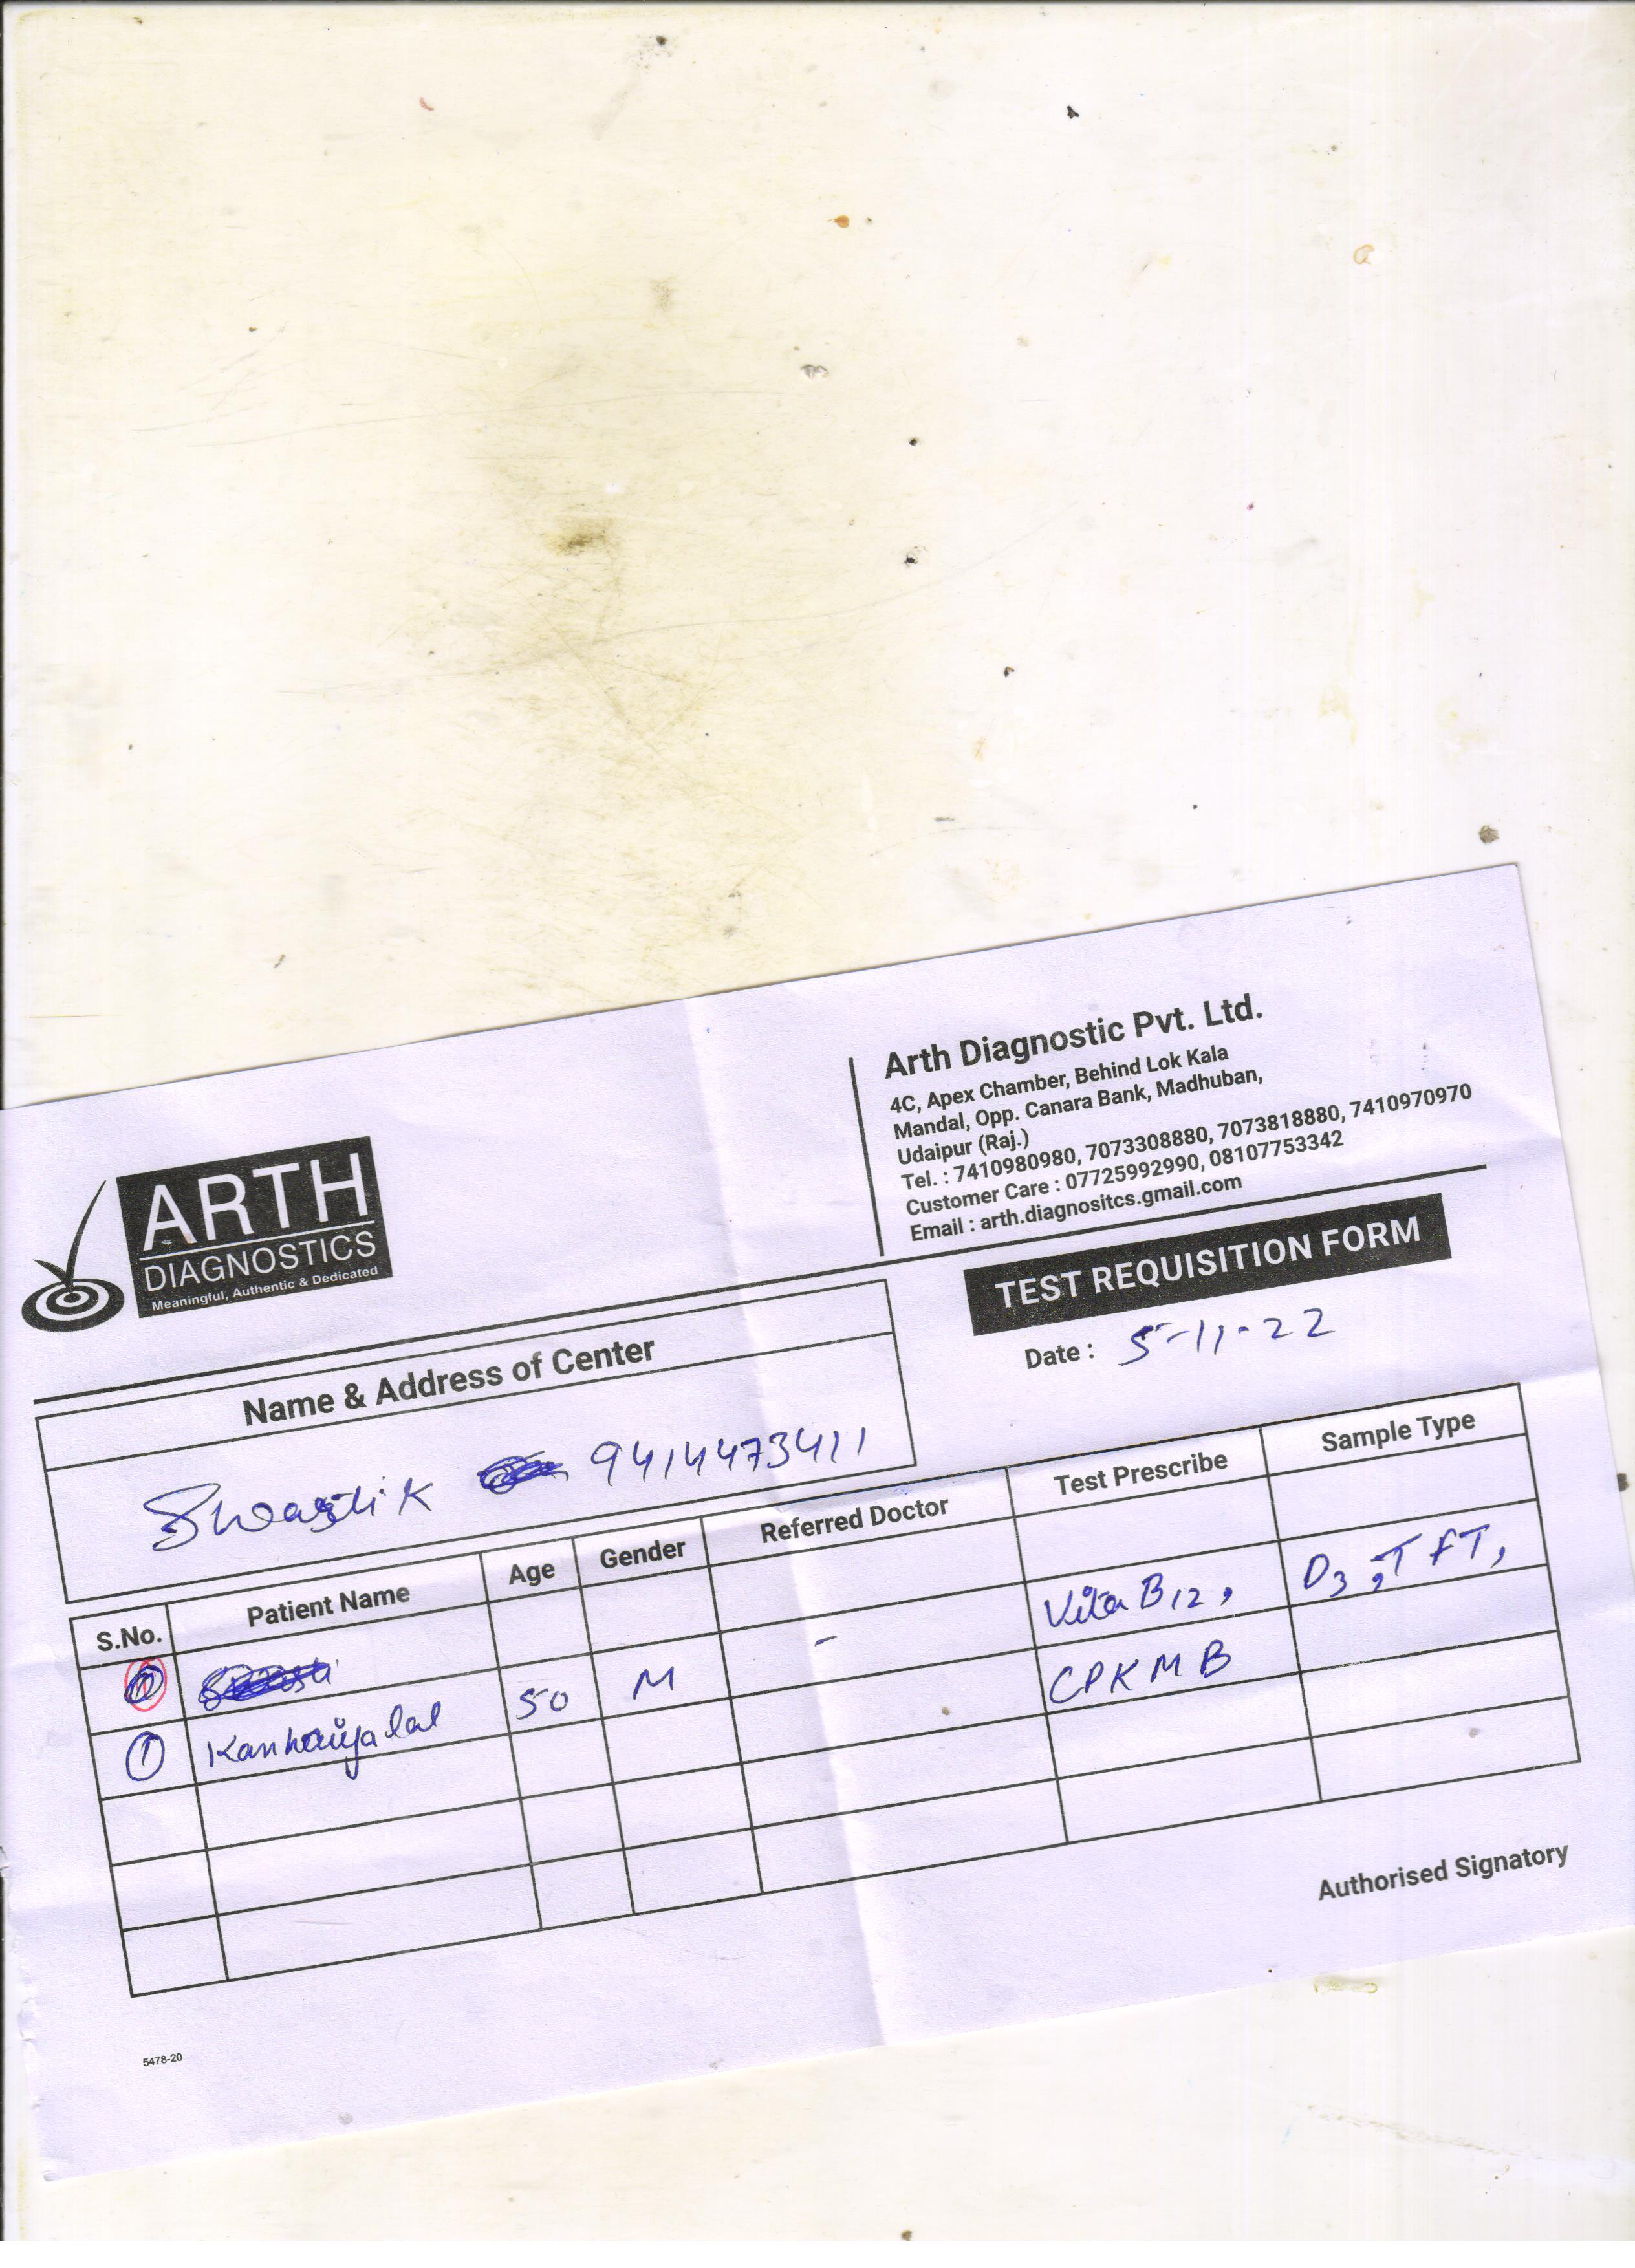 ARTH
DIAGNOSTICS
Meaningful, Authentic & Dedicated
Arth Diagnostic Pvt. Ltd.
4C, Apex Chamber, Behind Lok Kala
Mandal, Opp. Canara Bank, Madhuban,
Udaipur (Raj.)
Tel. : 7410980980, 7073308880, 7073818880, 7410970970
Customer Care : 07725992990, 08107753342
Email : arth.diagnositcs.gmail.com
TEST REQUISITION FORM
Date : 5-11-22
Name & Address of Center
Shwastik 9414473411
S.No. Patient Name Age Gender Referred Doctor Test Prescribe Sample Type
1 Kanhaiyalal 50 M - Vita B12, D3, TFT,
CPKMB
Authorised Signatory
5478-20